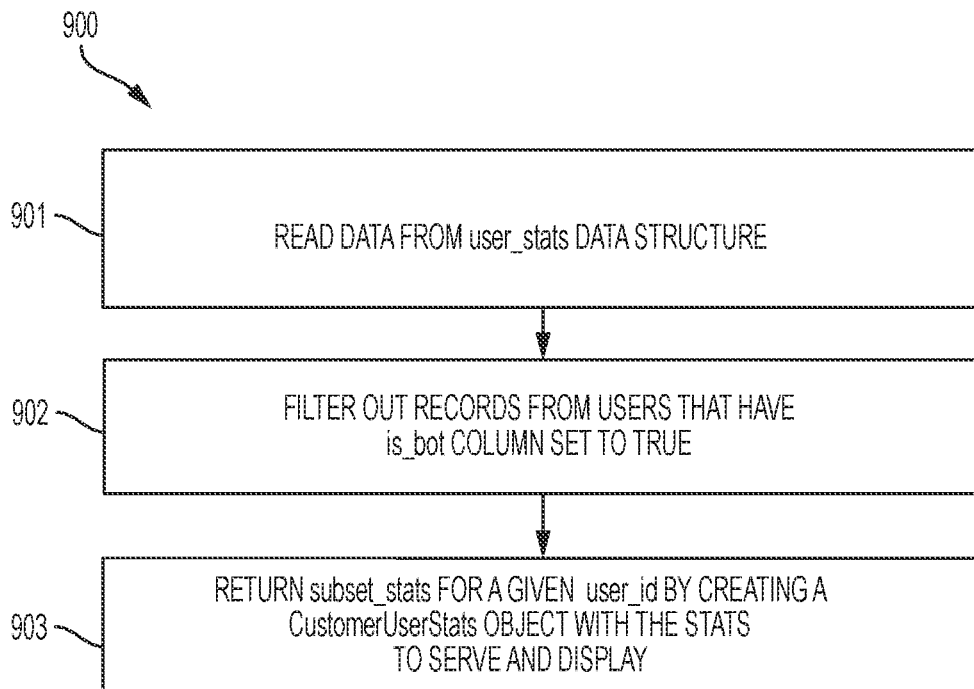 900
901
READ DATA FROM user_stats DATA STRUCTURE
902
FILTER OUT RECORDS FROM USERS THAT HAVE
is_bot COLUMN SET TO TRUE
903
RETURN subset_stats FOR A GIVEN user_id BY CREATING A
CustomerUserStats OBJECT WITH THE STATS
TO SERVE AND DISPLAY